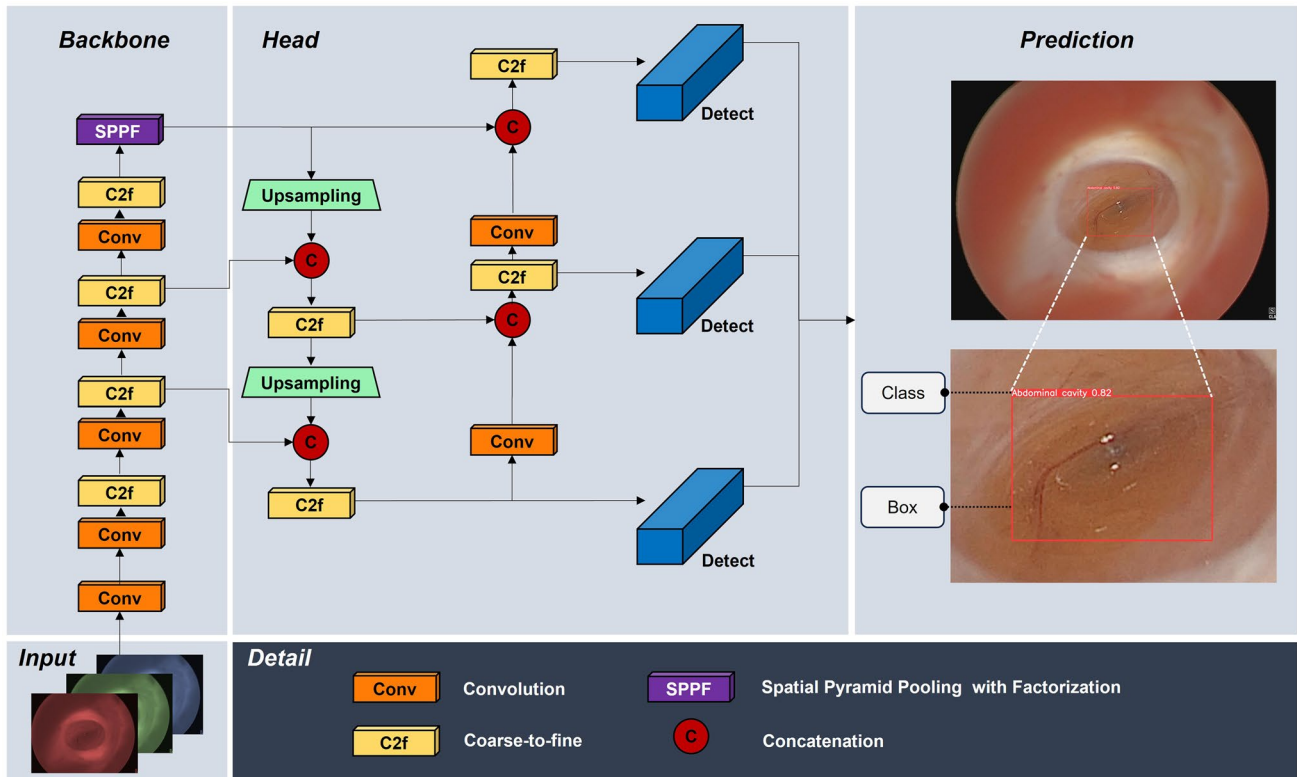 Backbone
SPPF
C2f
Conv
C2f
Conv
C2f
Conv
C2f
Conv
Conv
Head
Upsampling
C
C2f
Upsampling
C
C2f
C2f
C
Conv
C2f
C
Conv
Detect
Detect
Detect
Prediction
Class
Abdominal cavity 0.82
Box
Input
Detail
Conv
Convolution
SPPF
Spatial Pyramid Pooling with Factorization
C2f
Coarse-to-fine
C
Concatenation